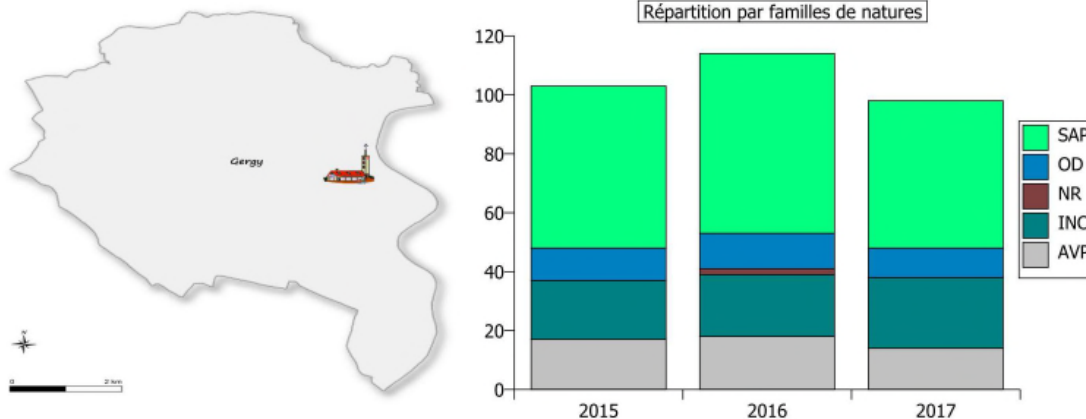 Gergy
N
0 2 km
Répartition par familles de natures
120
100
80
60
40
20
0
2015 2016 2017
SAP
OD
NR
INC
AVP